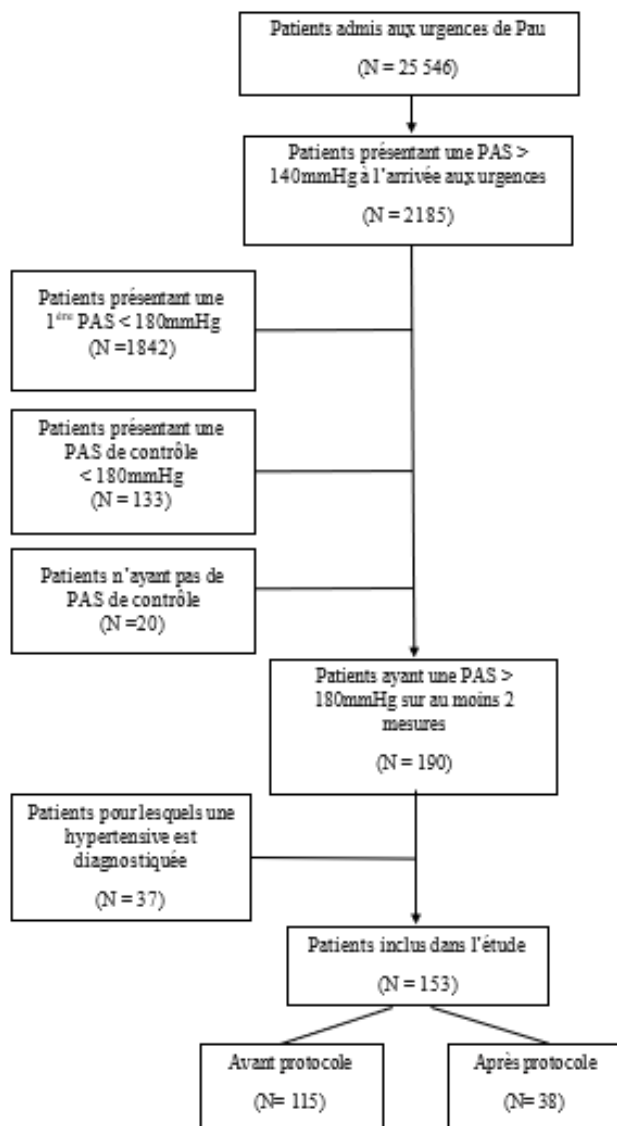 Patients admis aux urgences de Pau
(N = 25 546)
Patients présentant une PAS >
140mmHg à l'arrivée aux urgences
(N = 2185)
Patients présentant une
1ère PAS < 180mmHg
(N =1842)
Patients présentant une
PAS de contrôle
< 180mmHg
(N = 133)
Patients n'ayant pas de
PAS de contrôle
(N =20)
Patients ayant une PAS >
180mmHg sur au moins 2
mesures
(N = 190)
Patients pour lesquels une
hypertensive est
diagnostiquée
(N = 37)
Patients inclus dans l'étude
(N = 153)
Avant protocole
(N= 115)
Après protocole
(N= 38)